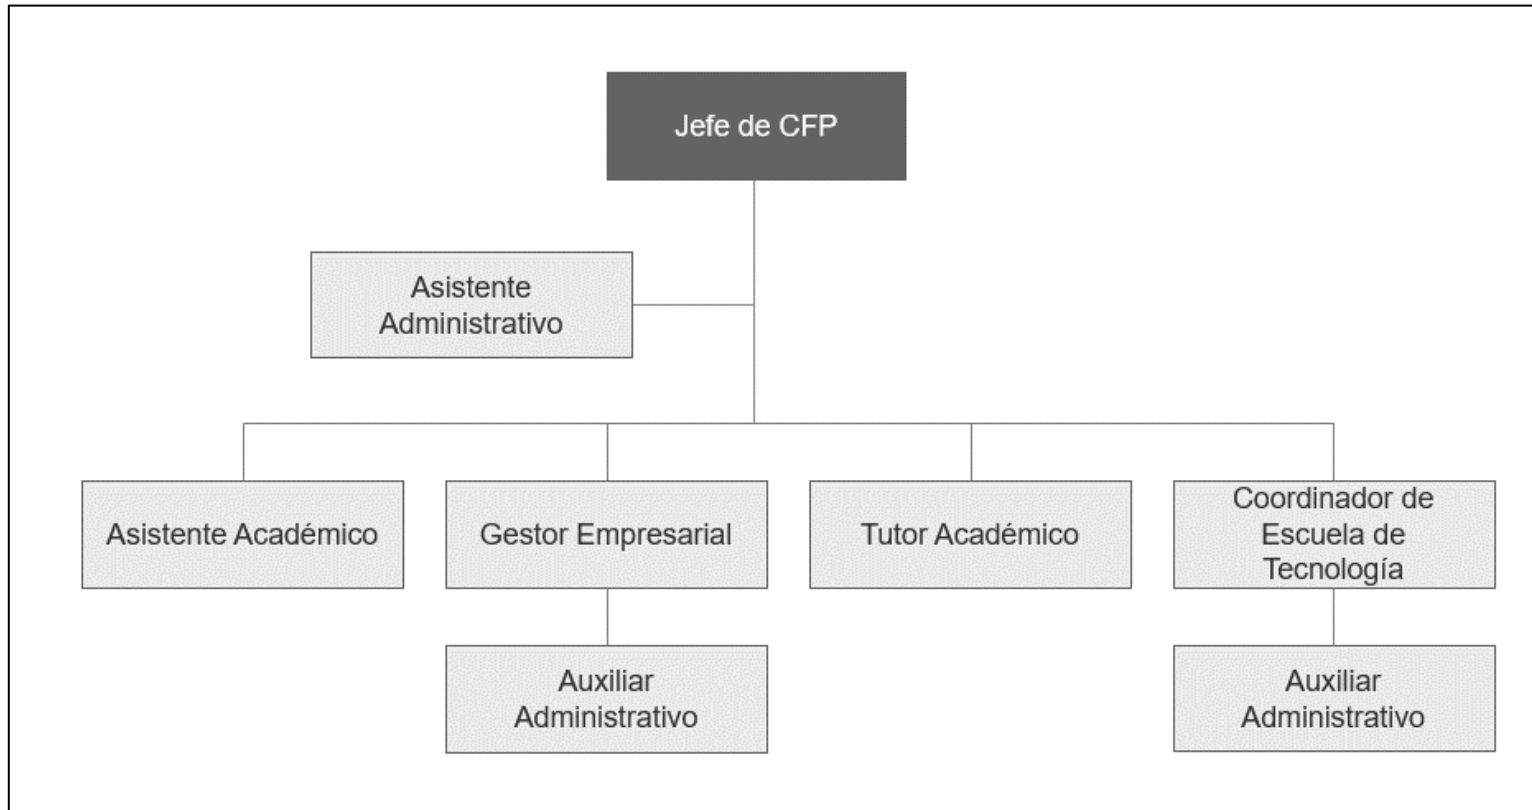 Jefe de CFP
Asistente
Administrativo
Asistente Académico
Gestor Empresarial
Tutor Académico
Coordinador de
Escuela de
Tecnología
Auxiliar
Administrativo
Auxiliar
Administrativo